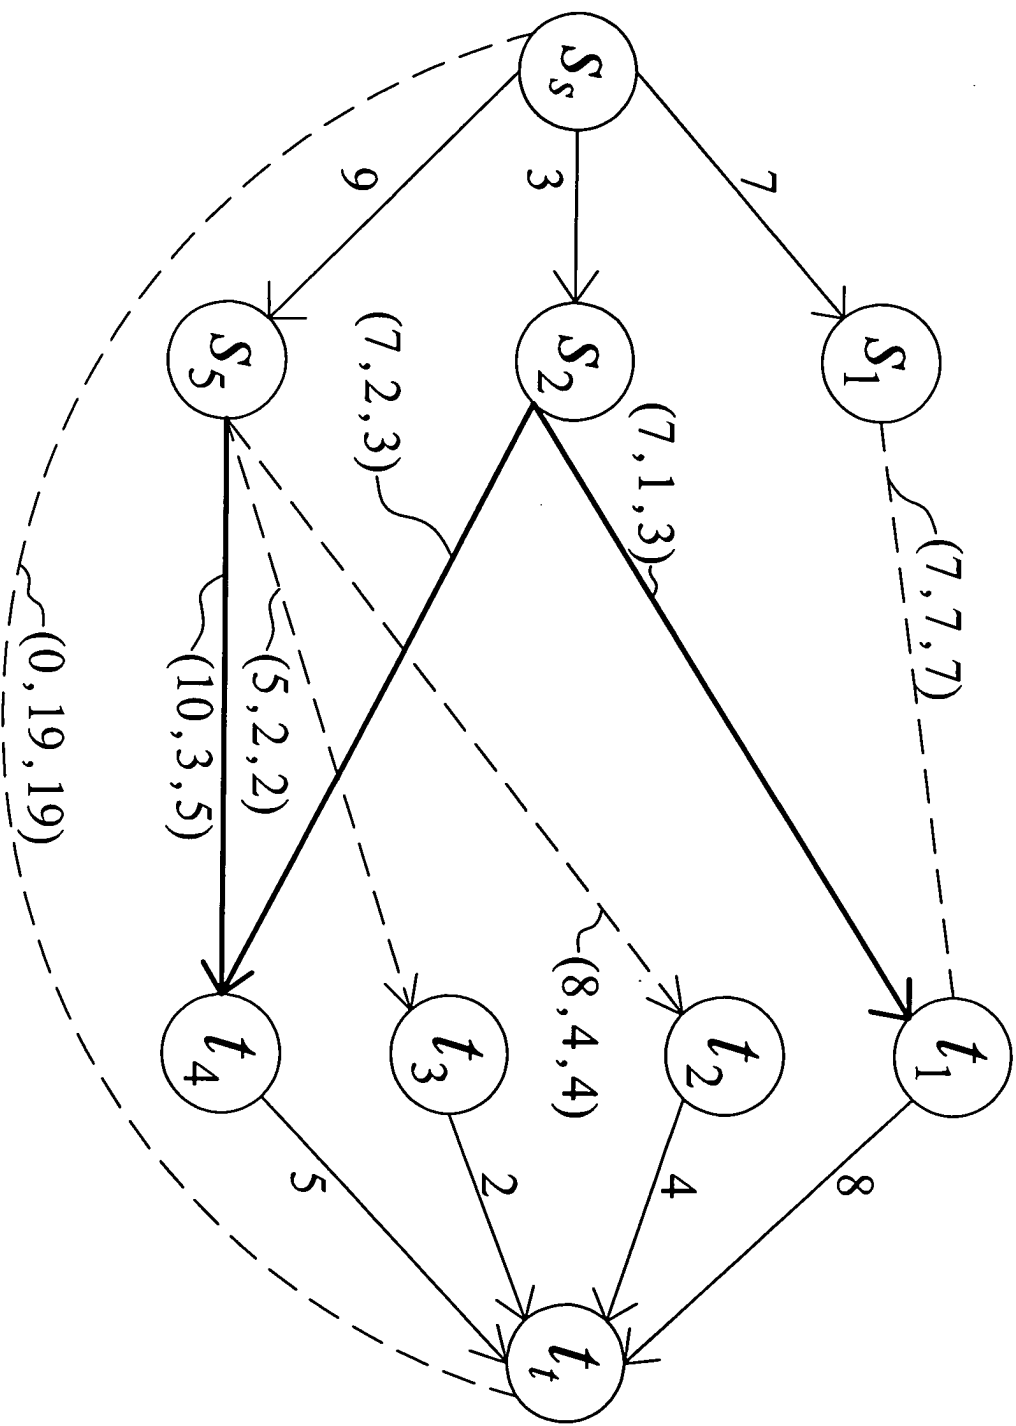 s_s
7
3
9
s_1
s_2
s_5
(7,7,7)
(7,1,3)
(7,2,3)
(5,2,2)
(10,3,5)
(0,19,19)
(8,4,4)
t_1
t_2
t_3
t_4
8
4
2
5
t_t